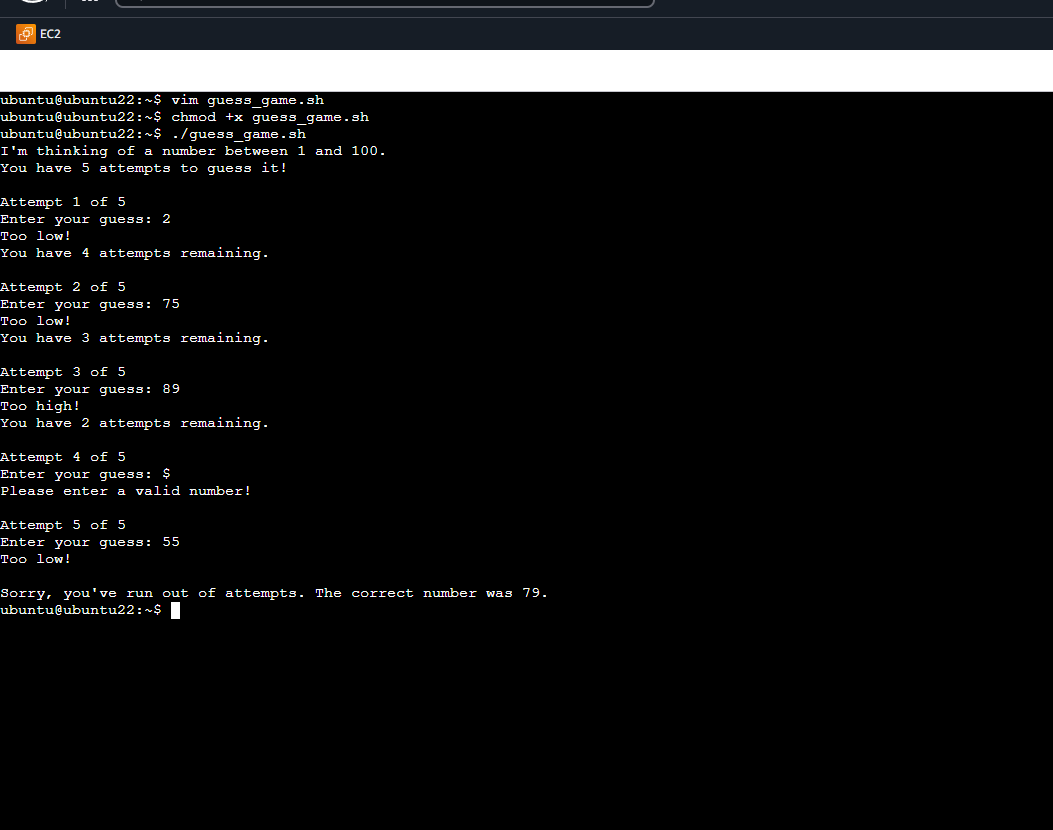 EC2
ubuntu@ubuntu22:~$ vim guess_game.sh
ubuntu@ubuntu22:~$ chmod +x guess_game.sh
ubuntu@ubuntu22:~$ ./guess_game.sh
I'm thinking of a number between 1 and 100.
You have 5 attempts to guess it!
Attempt 1 of 5
Enter your guess: 2
Too low!
You have 4 attempts remaining.
Attempt 2 of 5
Enter your guess: 75
Too low!
You have 3 attempts remaining.
Attempt 3 of 5
Enter your guess: 89
Too high!
You have 2 attempts remaining.
Attempt 4 of 5
Enter your guess: $
Please enter a valid number!
Attempt 5 of 5
Enter your guess: 55
Too low!
Sorry, you've run out of attempts. The correct number was 79.
ubuntu@ubuntu22:~$